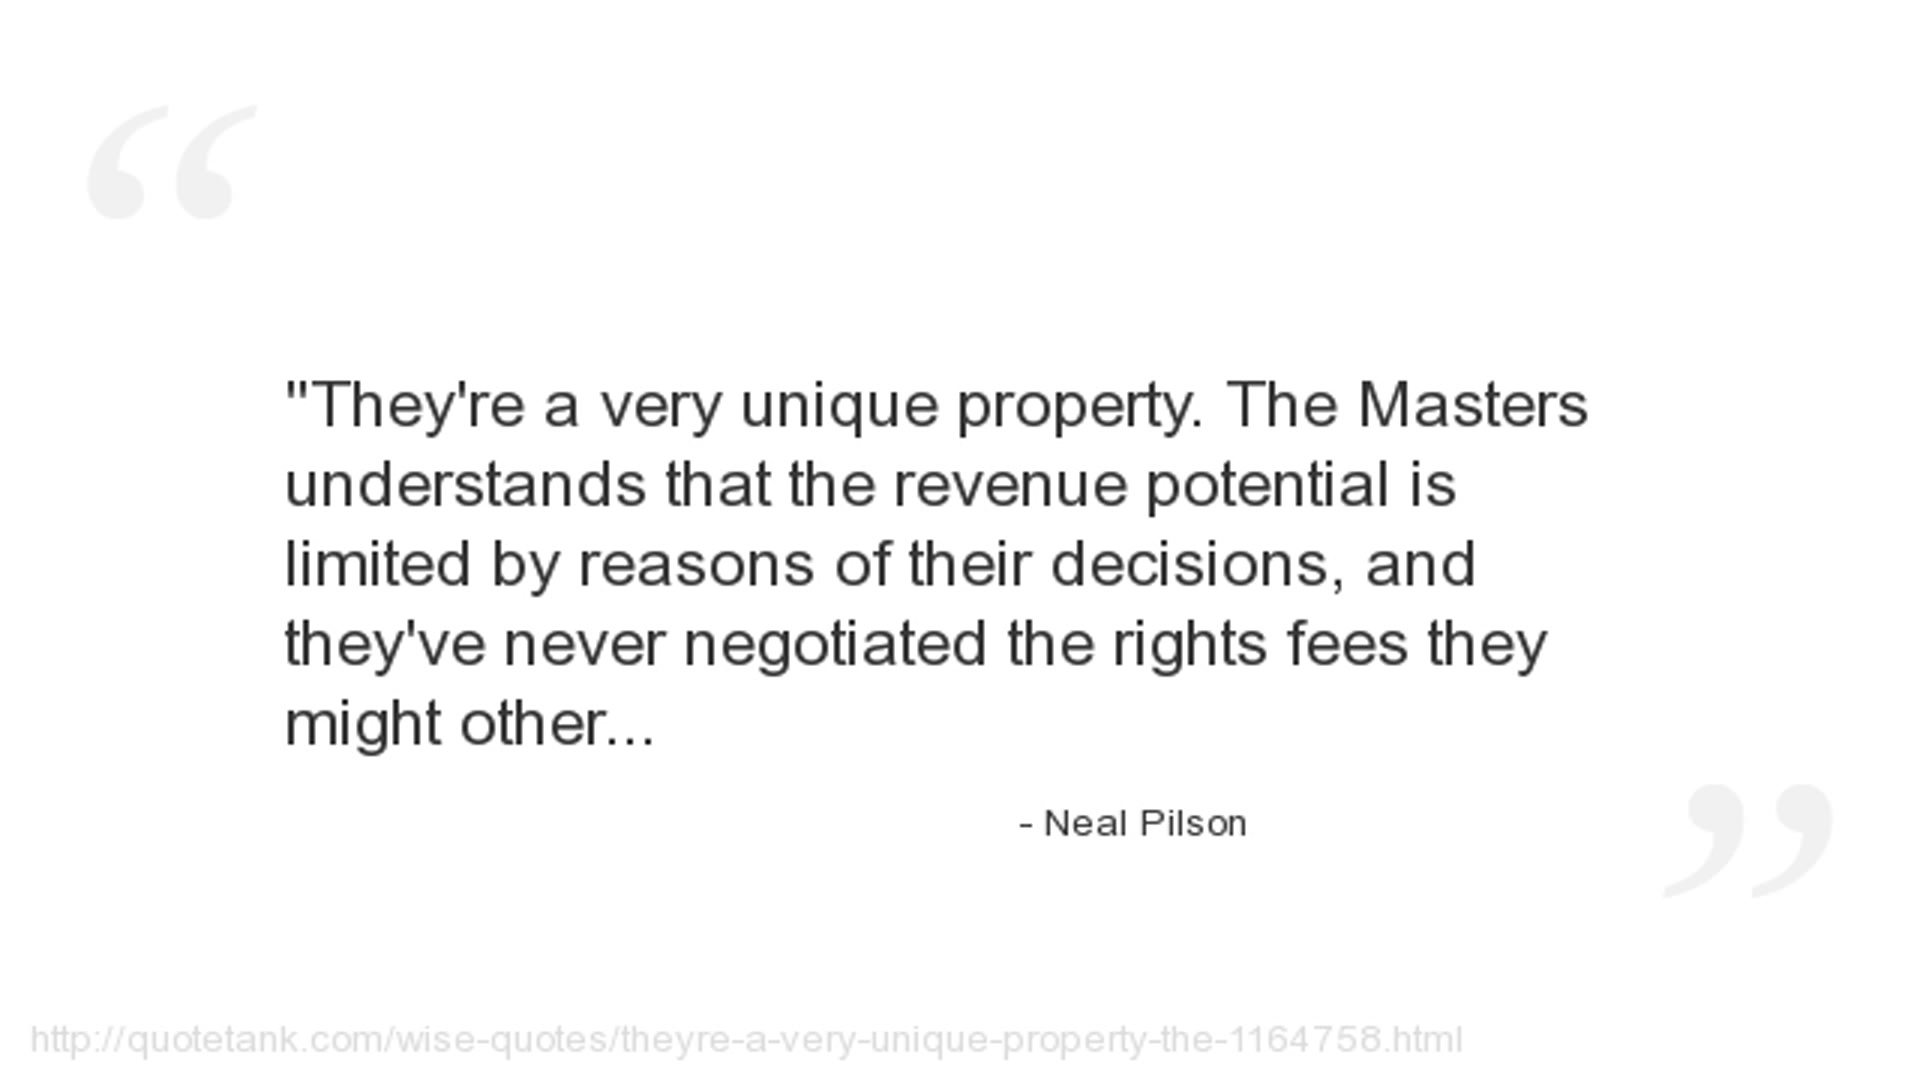 "They're a very unique property. The Masters
understands that the revenue potential is
limited by reasons of their decisions, and
they've never negotiated the rights fees they
might other...
- Neal Pilson
http://quotetank.com/wise-quotes/theyre-a-very-unique-property-the-1164758.html